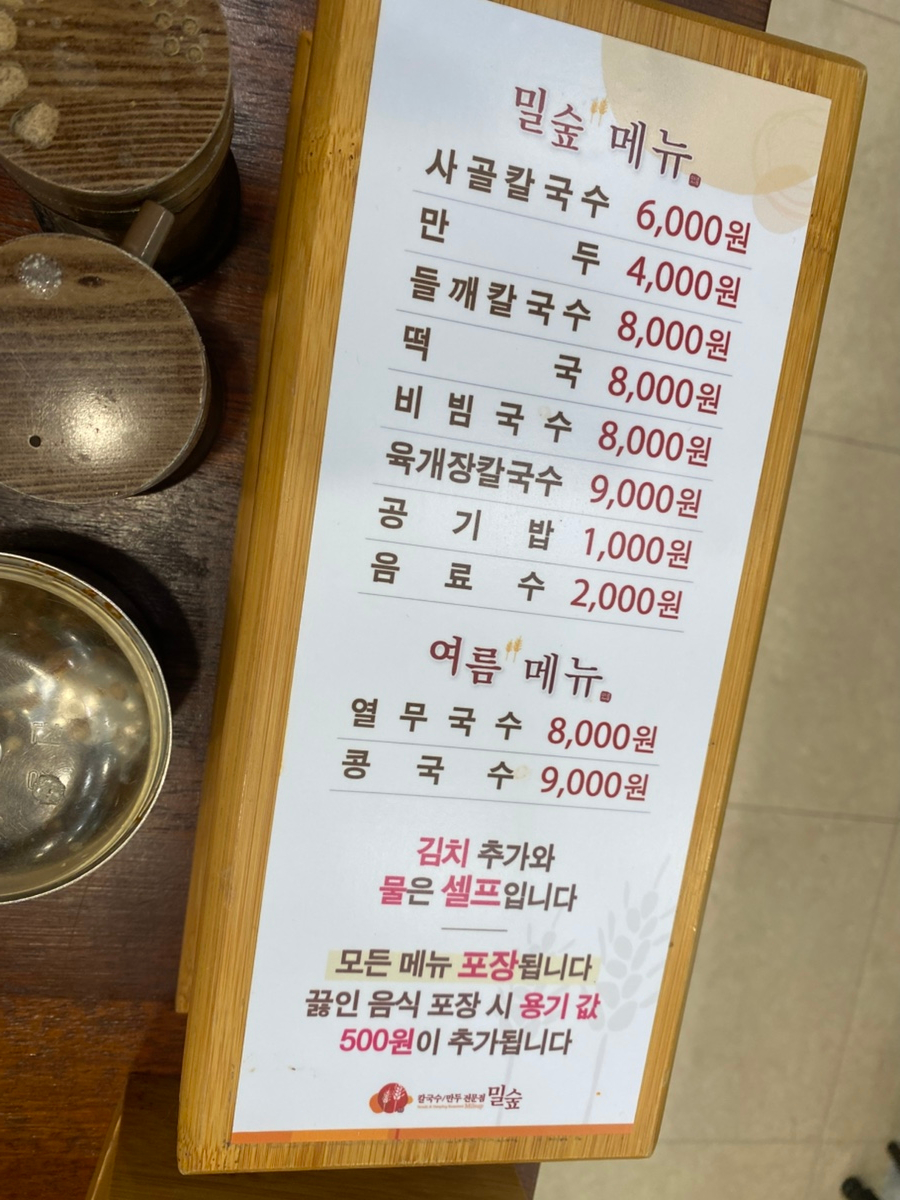 밀숲 메뉴
사골칼국수 6,000원
만두 4,000원
들깨칼국수 8,000원
떡국 8,000원
비빔국수 8,000원
육개장칼국수 9,000원
공기밥 1,000원
음료수 2,000원
여름 메뉴
열무국수 8,000원
콩국수 9,000원
김치 추가와
물은 셀프입니다
모든 메뉴 포장됩니다
끓인 음식 포장 시 용기 값
500원이 추가됩니다
칼국수/만두 전문점 밀숲